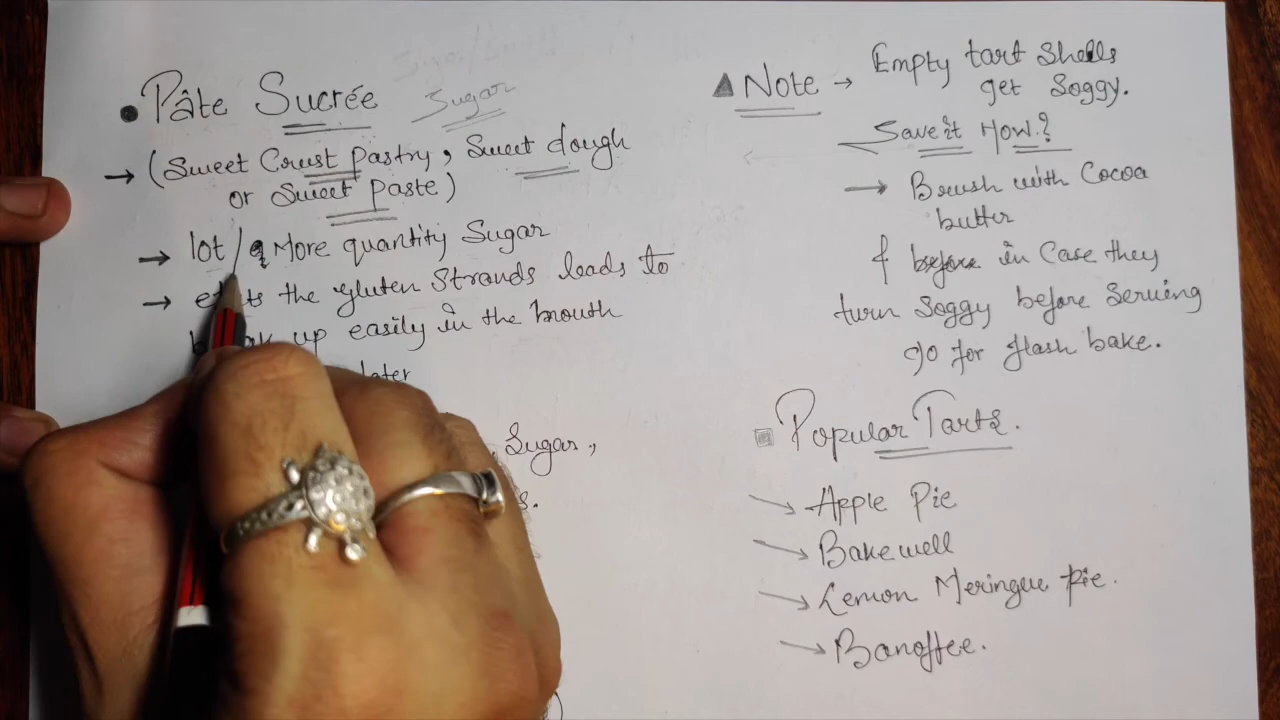 Pâte Sucrée
Sugar
(Sweet Crust Pastry, Sweet dough
or Sweet Paste)
lot / More quantity Sugar
the gluten Strands leads to
up easily in the mouth
later
Sugar,
Note → Empty tart Shells
get Soggy.
Save it How?
→ Brush with Cocoa
butter
before in Case they
turn Soggy before Serving
go for flash bake.
Popular Tarts.
Apple Pie
Bakewell
Lemon Meringue Pie.
Banoffee.